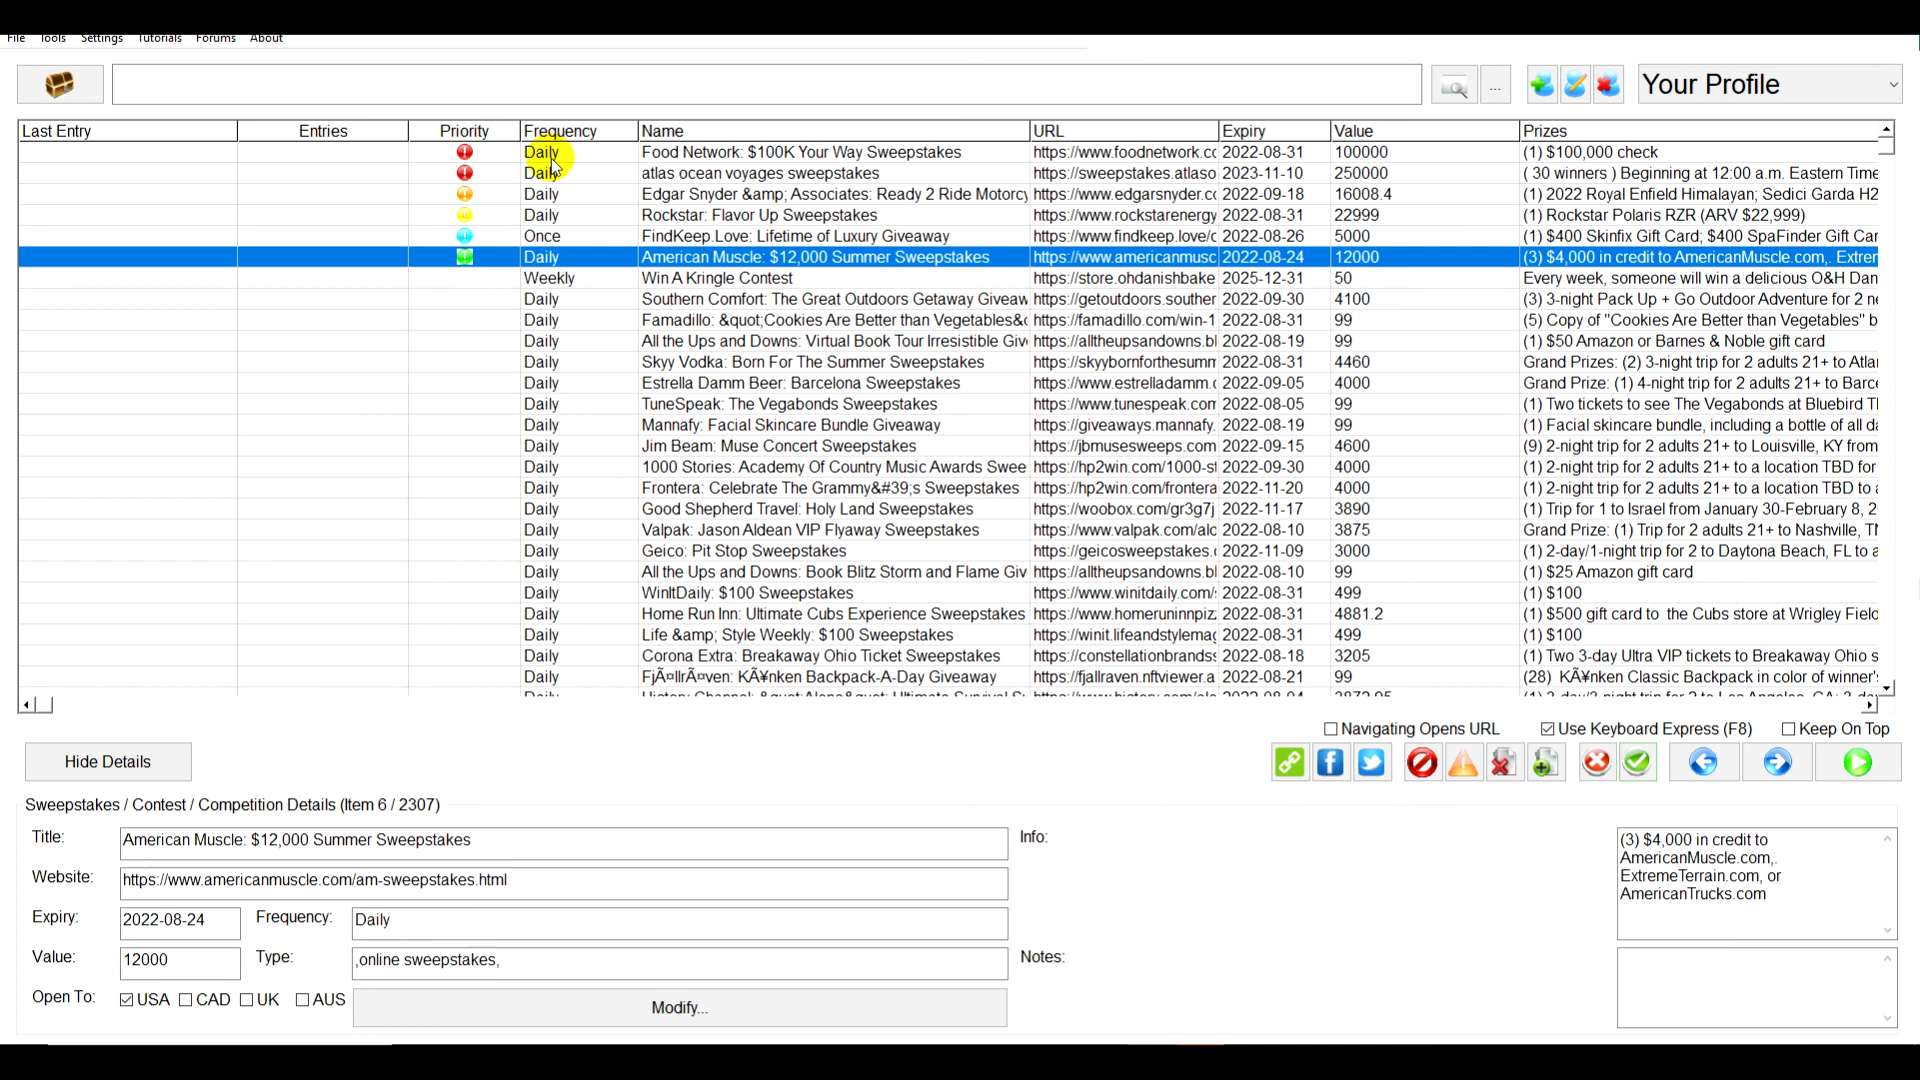 File Tools Settings Tutorials Forums About
... Your Profile
Last Entry Entries Priority Frequency Name URL Expiry Value Prizes
Daily Food Network: $100K Your Way Sweepstakes https://www.foodnetwork.cc 2022-08-31 100000 (1) $100,000 check
Daily atlas ocean voyages sweepstakes https://sweepstakes.atlaso 2023-11-10 250000 ( 30 winners ) Beginning at 12:00 a.m. Eastern Time
Daily Edgar Snyder &amp; Associates: Ready 2 Ride Motorcy https://www.edgarsnyder.cc 2022-09-18 16008.4 (1) 2022 Royal Enfield Himalayan; Sedici Garda H2
Daily Rockstar: Flavor Up Sweepstakes https://www.rockstarenergy 2022-08-31 22999 (1) Rockstar Polaris RZR (ARV $22,999)
Once FindKeep.Love: Lifetime of Luxury Giveaway https://www.findkeep.love/c 2022-08-26 5000 (1) $400 Skinfix Gift Card; $400 SpaFinder Gift Car
Daily American Muscle: $12,000 Summer Sweepstakes https://www.americanmusc 2022-08-24 12000 (3) $4,000 in credit to AmericanMuscle.com,. Extren
Weekly Win A Kringle Contest https://store.ohdanishbake 2025-12-31 50 Every week, someone will win a delicious O&H Dan
Daily Southern Comfort: The Great Outdoors Getaway Giveaw https://getoutdoors.souther 2022-09-30 4100 (3) 3-night Pack Up + Go Outdoor Adventure for 2 ne
Daily Famadillo: &quot;Cookies Are Better than Vegetables&c https://famadillo.com/win-1 2022-08-31 99 (5) Copy of "Cookies Are Better than Vegetables" b
Daily All the Ups and Downs: Virtual Book Tour Irresistible Giv https://alltheupsandowns.bl 2022-08-19 99 (1) $50 Amazon or Barnes & Noble gift card
Daily Skyy Vodka: Born For The Summer Sweepstakes https://skyybornforthesumm 2022-08-31 4460 Grand Prizes: (2) 3-night trip for 2 adults 21+ to Atlar
Daily Estrella Damm Beer: Barcelona Sweepstakes https://www.estrelladamm.c 2022-09-05 4000 Grand Prize: (1) 4-night trip for 2 adults 21+ to Barce
Daily TuneSpeak: The Vegabonds Sweepstakes https://www.tunespeak.com 2022-08-05 99 (1) Two tickets to see The Vegabonds at Bluebird Tl
Daily Mannafy: Facial Skincare Bundle Giveaway https://giveaways.mannafy. 2022-08-19 99 (1) Facial skincare bundle, including a bottle of all da
Daily Jim Beam: Muse Concert Sweepstakes https://jbmusesweeps.com 2022-09-15 4600 (9) 2-night trip for 2 adults 21+ to Louisville, KY from
Daily 1000 Stories: Academy Of Country Music Awards Swee https://hp2win.com/1000-st 2022-09-30 4000 (1) 2-night trip for 2 adults 21+ to a location TBD for
Daily Frontera: Celebrate The Grammy&#39;s Sweepstakes https://hp2win.com/frontera 2022-11-20 4000 (1) 2-night trip for 2 adults 21+ to a location TBD to a
Daily Good Shepherd Travel: Holy Land Sweepstakes https://woobox.com/gr3g7j 2022-11-17 3890 (1) Trip for 1 to Israel from January 30-February 8, 2
Daily Valpak: Jason Aldean VIP Flyaway Sweepstakes https://www.valpak.com/alc 2022-08-10 3875 Grand Prize: (1) Trip for 2 adults 21+ to Nashville, TN
Daily Geico: Pit Stop Sweepstakes https://geicosweepstakes.c 2022-11-09 3000 (1) 2-day/1-night trip for 2 to Daytona Beach, FL to a
Daily All the Ups and Downs: Book Blitz Storm and Flame Giv https://alltheupsandowns.bl 2022-08-10 99 (1) $25 Amazon gift card
Daily WinItDaily: $100 Sweepstakes https://www.winitdaily.com/: 2022-08-31 499 (1) $100
Daily Home Run Inn: Ultimate Cubs Experience Sweepstakes https://www.homeruninnpiz: 2022-08-31 4881.2 (1) $500 gift card to the Cubs store at Wrigley Field
Daily Life &amp; Style Weekly: $100 Sweepstakes https://winit.lifeandstylemag 2022-08-31 499 (1) $100
Daily Corona Extra: Breakaway Ohio Ticket Sweepstakes https://constellationbrands: 2022-08-18 3205 (1) Two 3-day Ultra VIP tickets to Breakaway Ohio s
Daily FjÃ¤llrÃ¤ven: KÃ¥nken Backpack-A-Day Giveaway https://fjallraven.nftviewer.a 2022-08-21 99 (28) KÃ¥nken Classic Backpack in color of winner's
Navigating Opens URL Use Keyboard Express (F8) Keep On Top
Hide Details
Sweepstakes / Contest / Competition Details (Item 6 / 2307)
Title: American Muscle: $12,000 Summer Sweepstakes Info: (3) $4,000 in credit to
AmericanMuscle.com,.
ExtremeTerrain.com, or
AmericanTrucks.com
Website: https://www.americanmuscle.com/am-sweepstakes.html
Expiry: 2022-08-24 Frequency: Daily
Value: 12000 Type: ,online sweepstakes, Notes:
Open To: USA CAD UK AUS Modify...